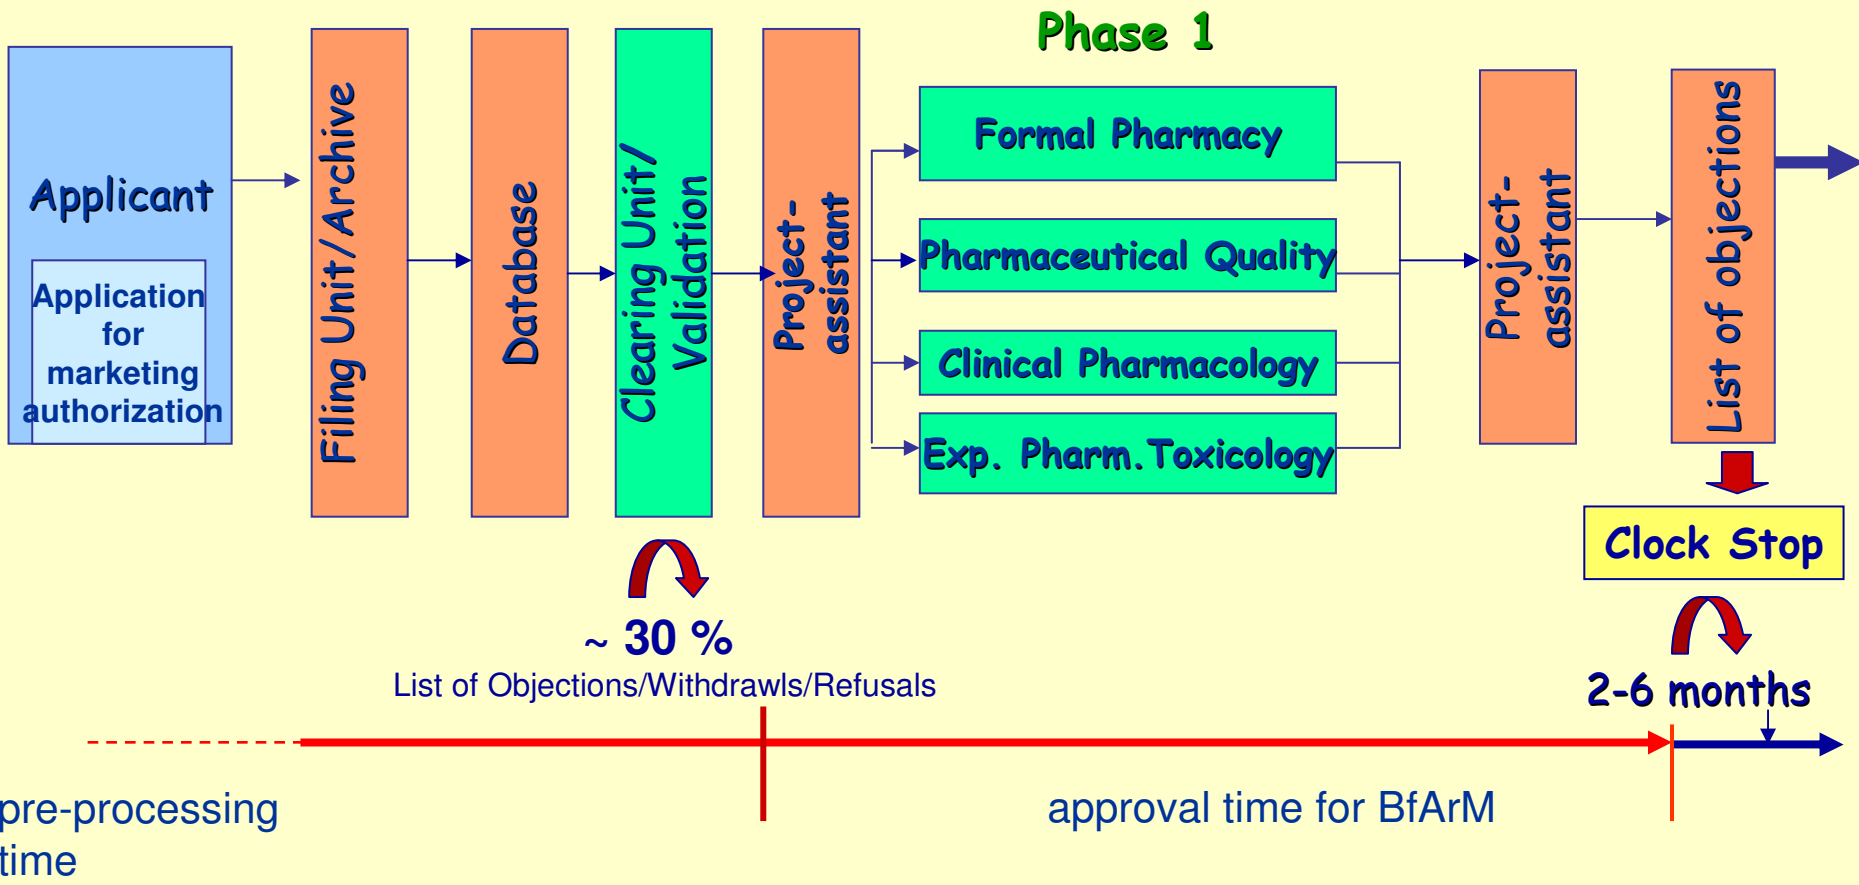 Phase 1
Applicant
Application
for
marketing
authorization
Filing Unit/Archive
Database
Clearing Unit/
Validation
Project-
assistant
Formal Pharmacy
Pharmaceutical Quality
Clinical Pharmacology
Exp. Pharm.Toxicology
Project-
assistant
List of objections
Clock Stop
~ 30 %
List of Objections/Withdrawls/Refusals
2-6 months
pre-processing
time
approval time for BfArM